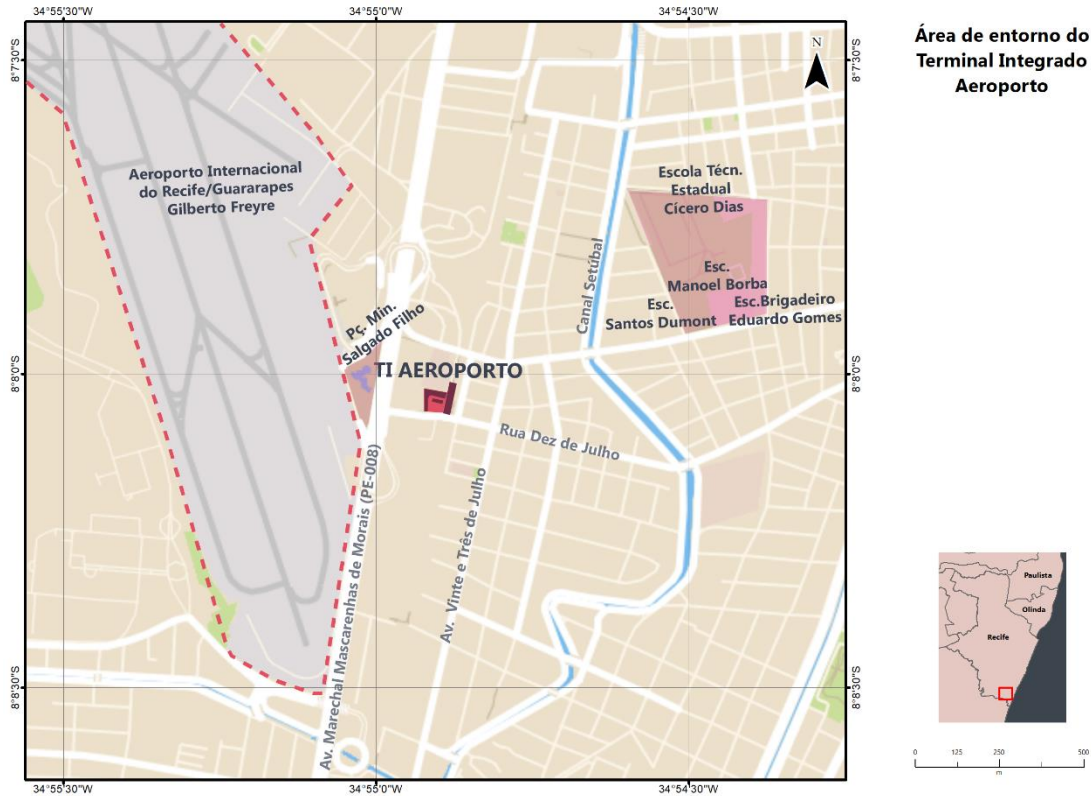 34°55'30"W
34°55'0"W
34°54'30"W
Área de entorno do
Terminal Integrado
Aeroporto
N
8°7'30"S
8°7'30"S
Aeroporto Internacional
do Recife/Guararapes
Gilberto Freyre
Escola Técn.
Estadual
Cícero Dias
Canal Setúbal
Esc.
Manoel Borba
Esc.
Santos Dumont
Esc.Brigadeiro
Eduardo Gomes
Pç. Min.
Salgado Filho
TI AEROPORTO
8°8'0"S
8°8'0"S
Rua Dez de Julho
Av. Marechal Mascarenhas de Morais (PE-008)
Av. Vinte e Três de Julho
Paulista
Olinda
Recife
8°8'30"S
8°8'30"S
0 125 250 500
m
34°55'30"W
34°55'0"W
34°54'30"W